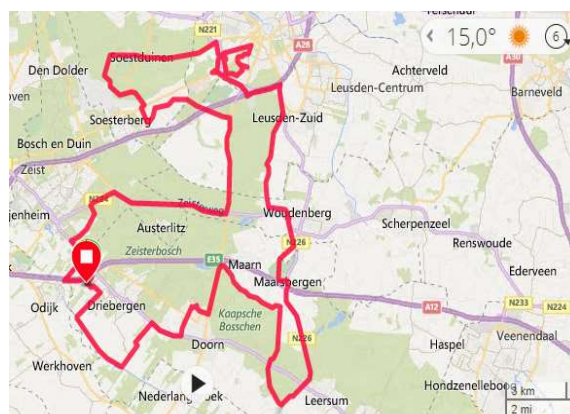 N221
A28
15,0°
6
A30
Soestduinen
Den Dolder
Achterveld
Leusden-Centrum
Barneveld
Soesterberg
Leusden-Zuid
Bosch en Duin
Zeist
Woudenberg
Scherpenzeel
Austerlitz
Renswoude
Zeisterbosch
N226
E35
Maarn
Ederveen
Maarsbergen
Odijk
Driebergen
Kaapsche
Bosschen
A12
N233
N224
Doorn
N226
Haspel
Veenendaal
Werkhoven
Leersum
3 km
2 mi